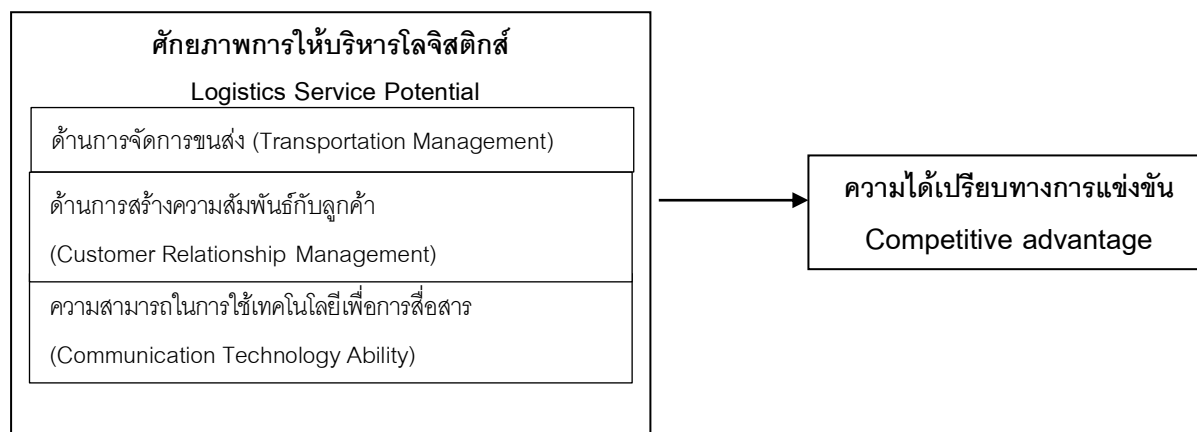 ศักยภาพการให้บริหารโลจิสติกส์
Logistics Service Potential
ด้านการจัดการขนส่ง (Transportation Management)
ด้านการสร้างความสัมพันธ์กับลูกค้า
(Customer Relationship Management)
ความสามารถในการใช้เทคโนโลยีเพื่อการสื่อสาร
(Communication Technology Ability)
ความได้เปรียบทางการแข่งขัน
Competitive advantage